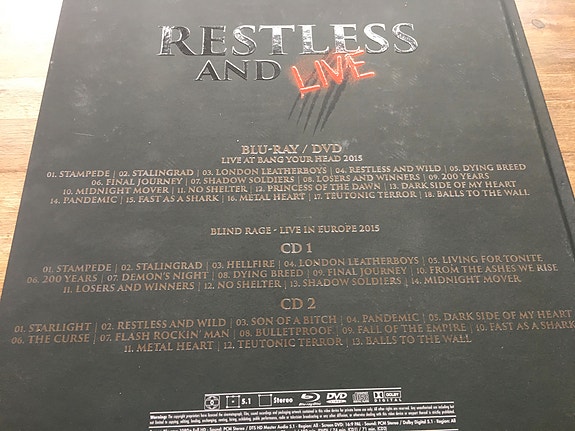 RESTLESS
AND LIVE
BLU-RAY / DVD
LIVE AT BANG YOUR HEAD 2015
01. STAMPEDE | 02. STALINGRAD | 03. LONDON LEATHERBOYS | 04. RESTLESS AND WILD | 05. DYING BREED
06. FINAL JOURNEY | 07. SHADOW SOLDIERS | 08. LOSERS AND WINNERS | 09. 200 YEARS
10. MIDNIGHT MOVER | 11. NO SHELTER | 12. PRINCESS OF THE DAWN | 13. DARK SIDE OF MY HEART
14. PANDEMIC | 15. FAST AS A SHARK | 16. METAL HEART | 17. TEUTONIC TERROR | 18. BALLS TO THE WALL
BLIND RAGE - LIVE IN EUROPE 2015
CD 1
01. STAMPEDE | 02. STALINGRAD | 03. HELLFIRE | 04. LONDON LEATHERBOYS | 05. LIVING FOR TONITE
06. 200 YEARS | 07. DEMON'S NIGHT | 08. DYING BREED | 09. FINAL JOURNEY | 10. FROM THE ASHES WE RISE
11. LOSERS AND WINNERS | 12. NO SHELTER | 13. SHADOW SOLDIERS | 14. MIDNIGHT MOVER
CD 2
01. STARLIGHT | 02. RESTLESS AND WILD | 03. SON OF A BITCH | 04. PANDEMIC | 05. DARK SIDE OF MY HEART
06. THE CURSE | 07. FLASH ROCKIN' MAN | 08. BULLETPROOF | 09. FALL OF THE EMPIRE | 10. FAST AS A SHARK
11. METAL HEART | 12. TEUTONIC TERROR | 13. BALLS TO THE WALL
5.1 Stereo Blu-ray DVD DOLBY DIGITAL